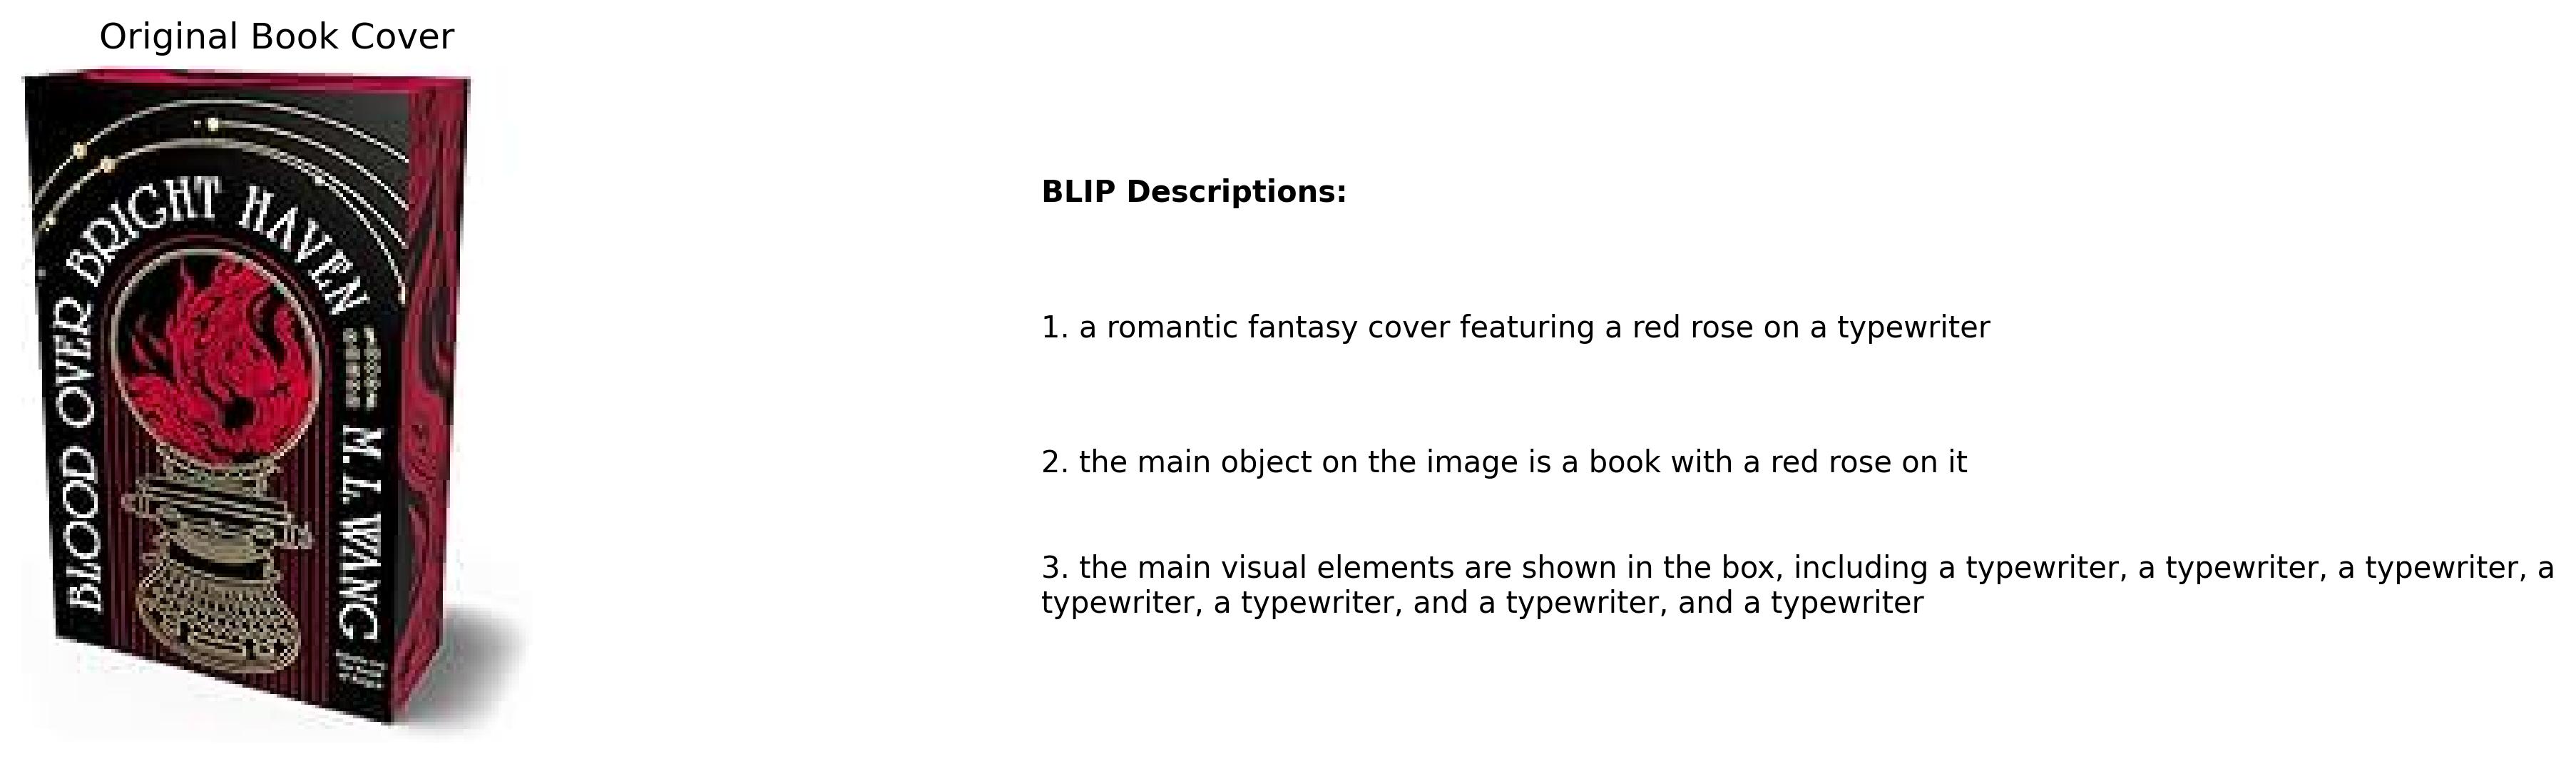 Original Book Cover
BLOOD OVER BRIGHT HAVEN
M. L. WANG
BLIP Descriptions:
1. a romantic fantasy cover featuring a red rose on a typewriter
2. the main object on the image is a book with a red rose on it
3. the main visual elements are shown in the box, including a typewriter, a typewriter, a typewriter, a
typewriter, a typewriter, and a typewriter, and a typewriter